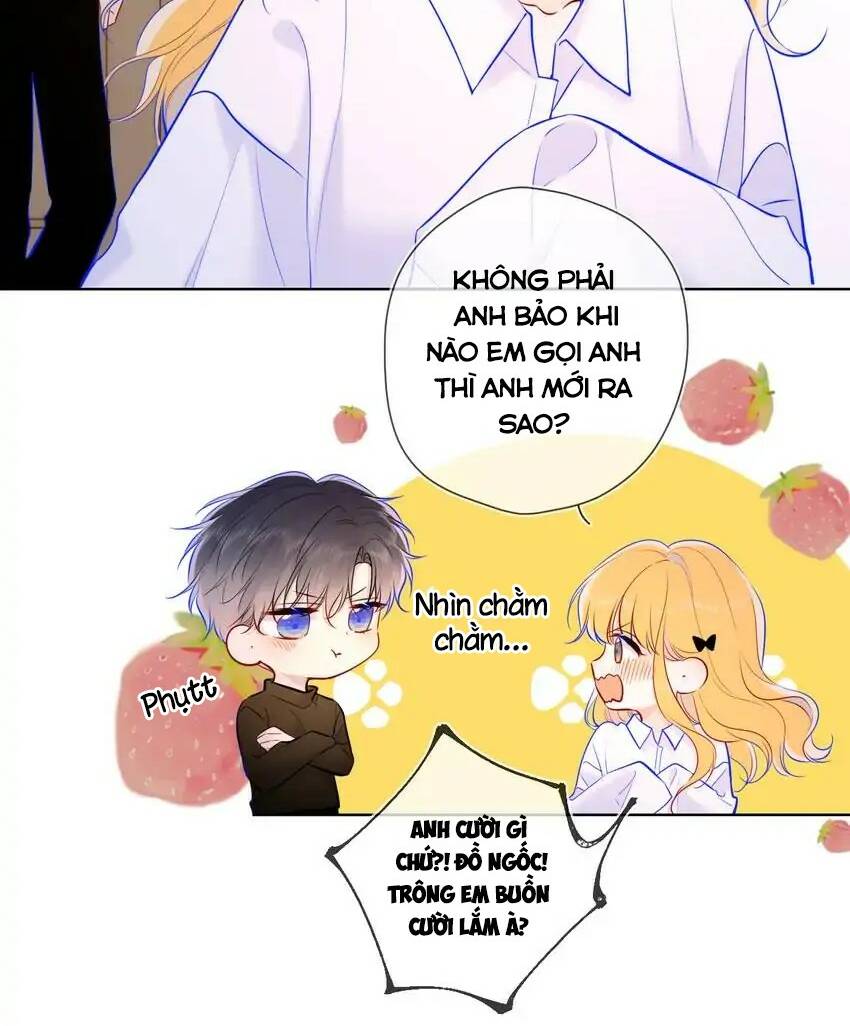 KHÔNG PHẢI
ANH BẢO KHI
NÀO EM GỌI ANH
THÌ ANH MỚI RA
SAO?
Nhìn chằm
chằm...
Phụtt
ANH CƯỜI GÌ
CHỨ?! ĐỒ NGỐC!
TRÔNG EM BUỒN
CƯỜI LẮM À?